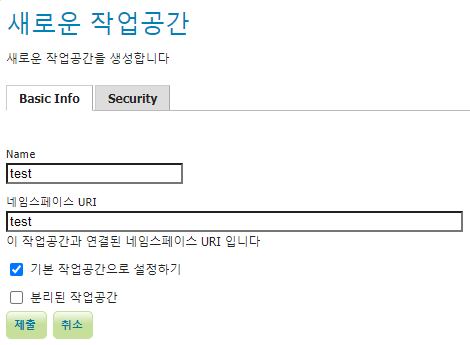 새로운 작업공간
새로운 작업공간을 생성합니다
Basic Info Security
Name
test
네임스페이스 URI
test
이 작업공간과 연결된 네임스페이스 URI 입니다
기본 작업공간으로 설정하기
분리된 작업공간
제출 취소